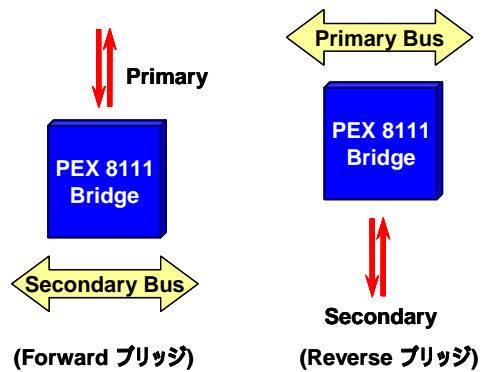 Primary
PEX 8111
Bridge
Secondary Bus
(Forward ブリッジ)
Primary Bus
PEX 8111
Bridge
Secondary
(Reverse ブリッジ)